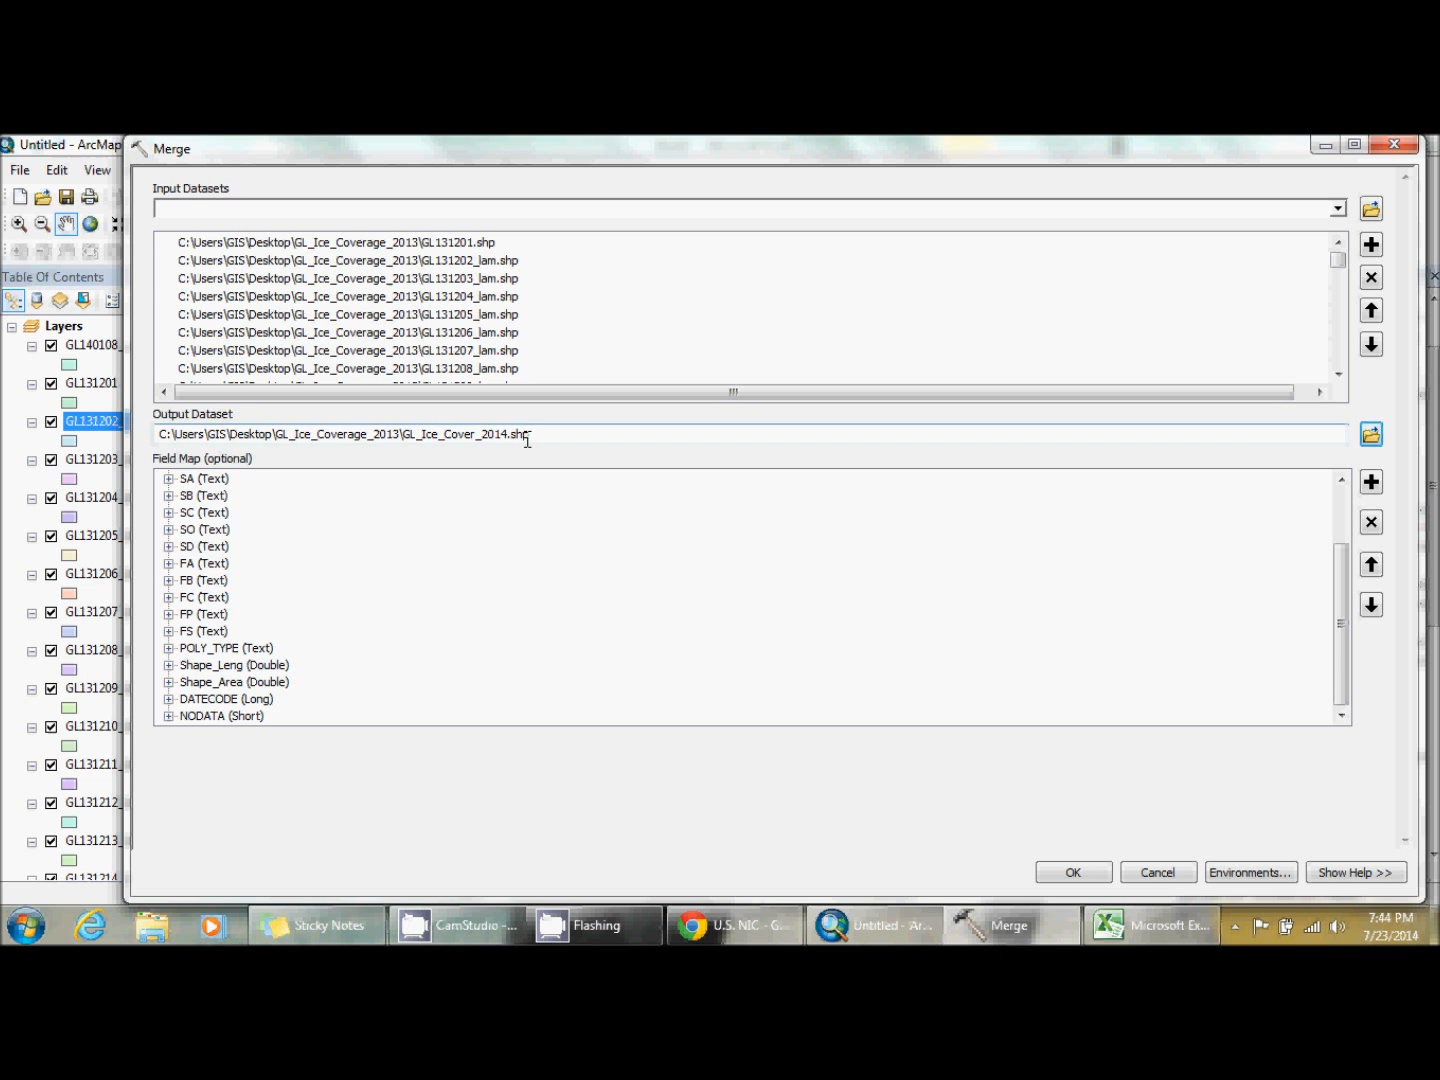 Untitled - ArcMap
Merge
File Edit View
Input Datasets
C:\Users\GIS\Desktop\GL_Ice_Coverage_2013\GL131201.shp
C:\Users\GIS\Desktop\GL_Ice_Coverage_2013\GL131202_lam.shp
C:\Users\GIS\Desktop\GL_Ice_Coverage_2013\GL131203_lam.shp
C:\Users\GIS\Desktop\GL_Ice_Coverage_2013\GL131204_lam.shp
C:\Users\GIS\Desktop\GL_Ice_Coverage_2013\GL131205_lam.shp
C:\Users\GIS\Desktop\GL_Ice_Coverage_2013\GL131206_lam.shp
C:\Users\GIS\Desktop\GL_Ice_Coverage_2013\GL131207_lam.shp
C:\Users\GIS\Desktop\GL_Ice_Coverage_2013\GL131208_lam.shp
Output Dataset
C:\Users\GIS\Desktop\GL_Ice_Coverage_2013\GL_Ice_Cover_2014.shp
Field Map (optional)
SA (Text)
SB (Text)
SC (Text)
SO (Text)
SD (Text)
FA (Text)
FB (Text)
FC (Text)
FP (Text)
FS (Text)
POLY_TYPE (Text)
Shape_Leng (Double)
Shape_Area (Double)
DATECODE (Long)
NODATA (Short)
OK Cancel Environments... Show Help >>
Table Of Contents
Layers
GL140108_
GL131201
GL131202_
GL131203_
GL131204_
GL131205_
GL131206_
GL131207_
GL131208_
GL131209_
GL131210_
GL131211_
GL131212_
GL131213_
GL131214
Sticky Notes
CamStudio -...
Flashing
U.S. NIC - G...
Untitled - Ar...
Merge
Microsoft Ex...
7:44 PM
7/23/2014